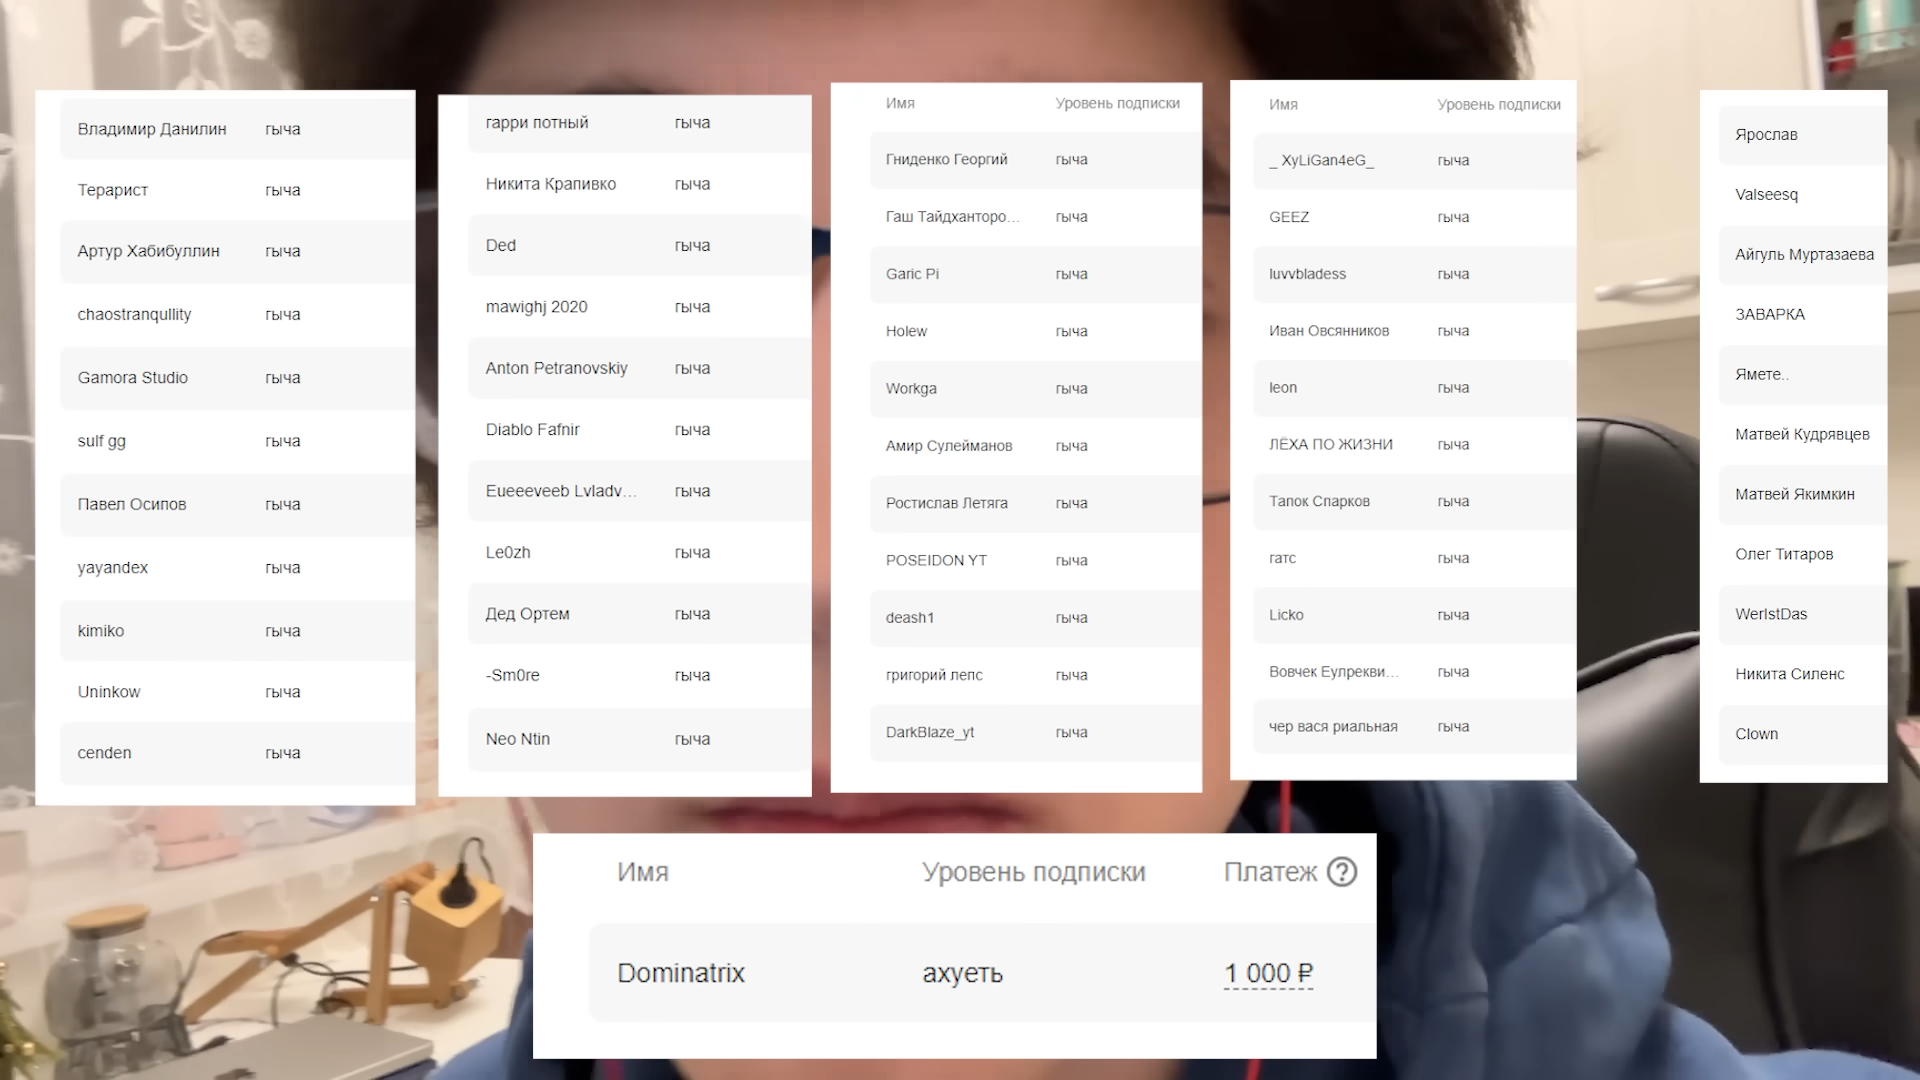 Владимир Данилин гыча
Терарист гыча
Артур Хабибуллин гыча
chaostranqullity гыча
Gamora Studio гыча
sulf gg гыча
Павел Осипов гыча
yayandex гыча
kimiko гыча
Uninkow гыча
cenden гыча
гарри потный гыча
Никита Крапивко гыча
Ded гыча
mawighj 2020 гыча
Anton Petranovskiy гыча
Diablo Fafnir гыча
Eueeeveeb Lvladv... гыча
Le0zh гыча
Дед Ортем гыча
-Sm0re гыча
Neo Ntin гыча
Имя Уровень подписки
Гниденко Георгий гыча
Гаш Тайдханторо... гыча
Garic Pi гыча
Holew гыча
Workga гыча
Амир Сулейманов гыча
Ростислав Летяга гыча
POSEIDON YT гыча
deash1 гыча
григорий лепс гыча
DarkBlaze_yt гыча
Имя Уровень подписки
_ XyLiGan4eG_ гыча
GEEZ гыча
luvvbladess гыча
Иван Овсянников гыча
leon гыча
ЛЁХА ПО ЖИЗНИ гыча
Тапок Спарков гыча
гатс гыча
Licko гыча
Вовчек Еулрекви... гыча
чер вася риальная гыча
Ярослав
Valseesq
Айгуль Муртазаева
ЗАВАРКА
Ямете..
Матвей Кудрявцев
Матвей Якимкин
Олег Титаров
WerIstDas
Никита Силенс
Clown
Имя Уровень подписки Платеж ?
Dominatrix ахуеть 1 000 ₽